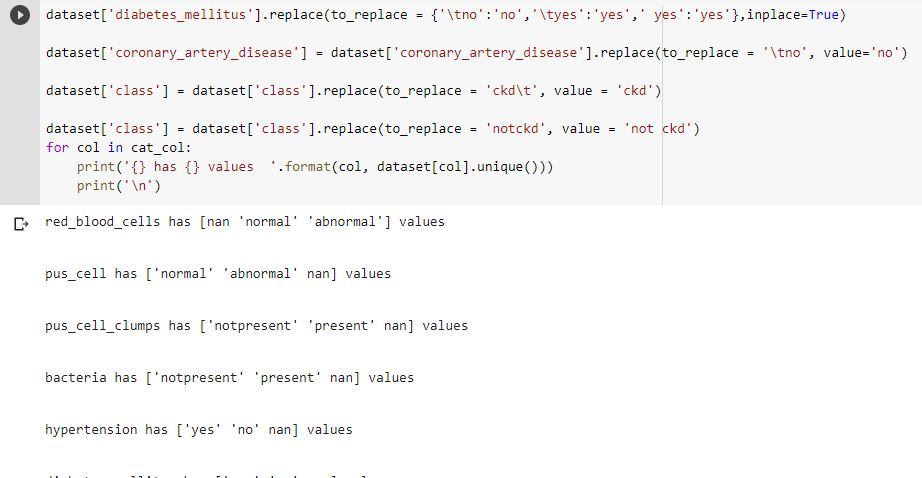 dataset['diabetes_mellitus'].replace(to_replace = {'\tno':'no','\tyes':'yes',' yes':'yes'},inplace=True)
dataset['coronary_artery_disease'] = dataset['coronary_artery_disease'].replace(to_replace = '\tno', value='no')
dataset['class'] = dataset['class'].replace(to_replace = 'ckd\t', value = 'ckd')
dataset['class'] = dataset['class'].replace(to_replace = 'notckd', value = 'not ckd')
for col in cat_col:
    print('{} has {} values  '.format(col, dataset[col].unique()))
    print('\n')
red_blood_cells has [nan 'normal' 'abnormal'] values
pus_cell has ['normal' 'abnormal' nan] values
pus_cell_clumps has ['notpresent' 'present' nan] values
bacteria has ['notpresent' 'present' nan] values
hypertension has ['yes' 'no' nan] values